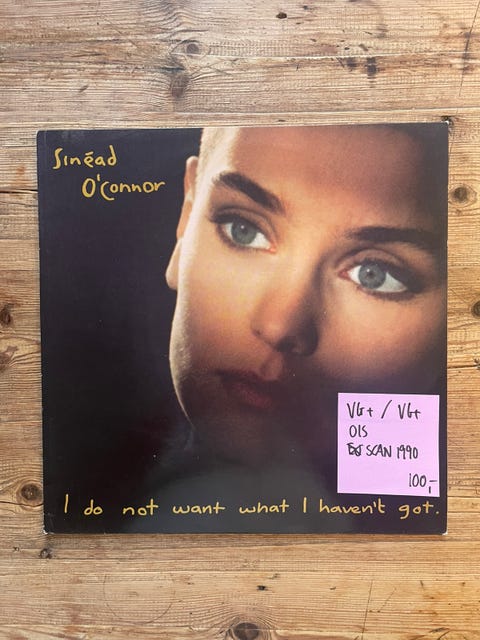 Sinéad
O'Connor
VG+ / VG+
OIS
SCAN 1990
100,-
I do not want what I haven't got.